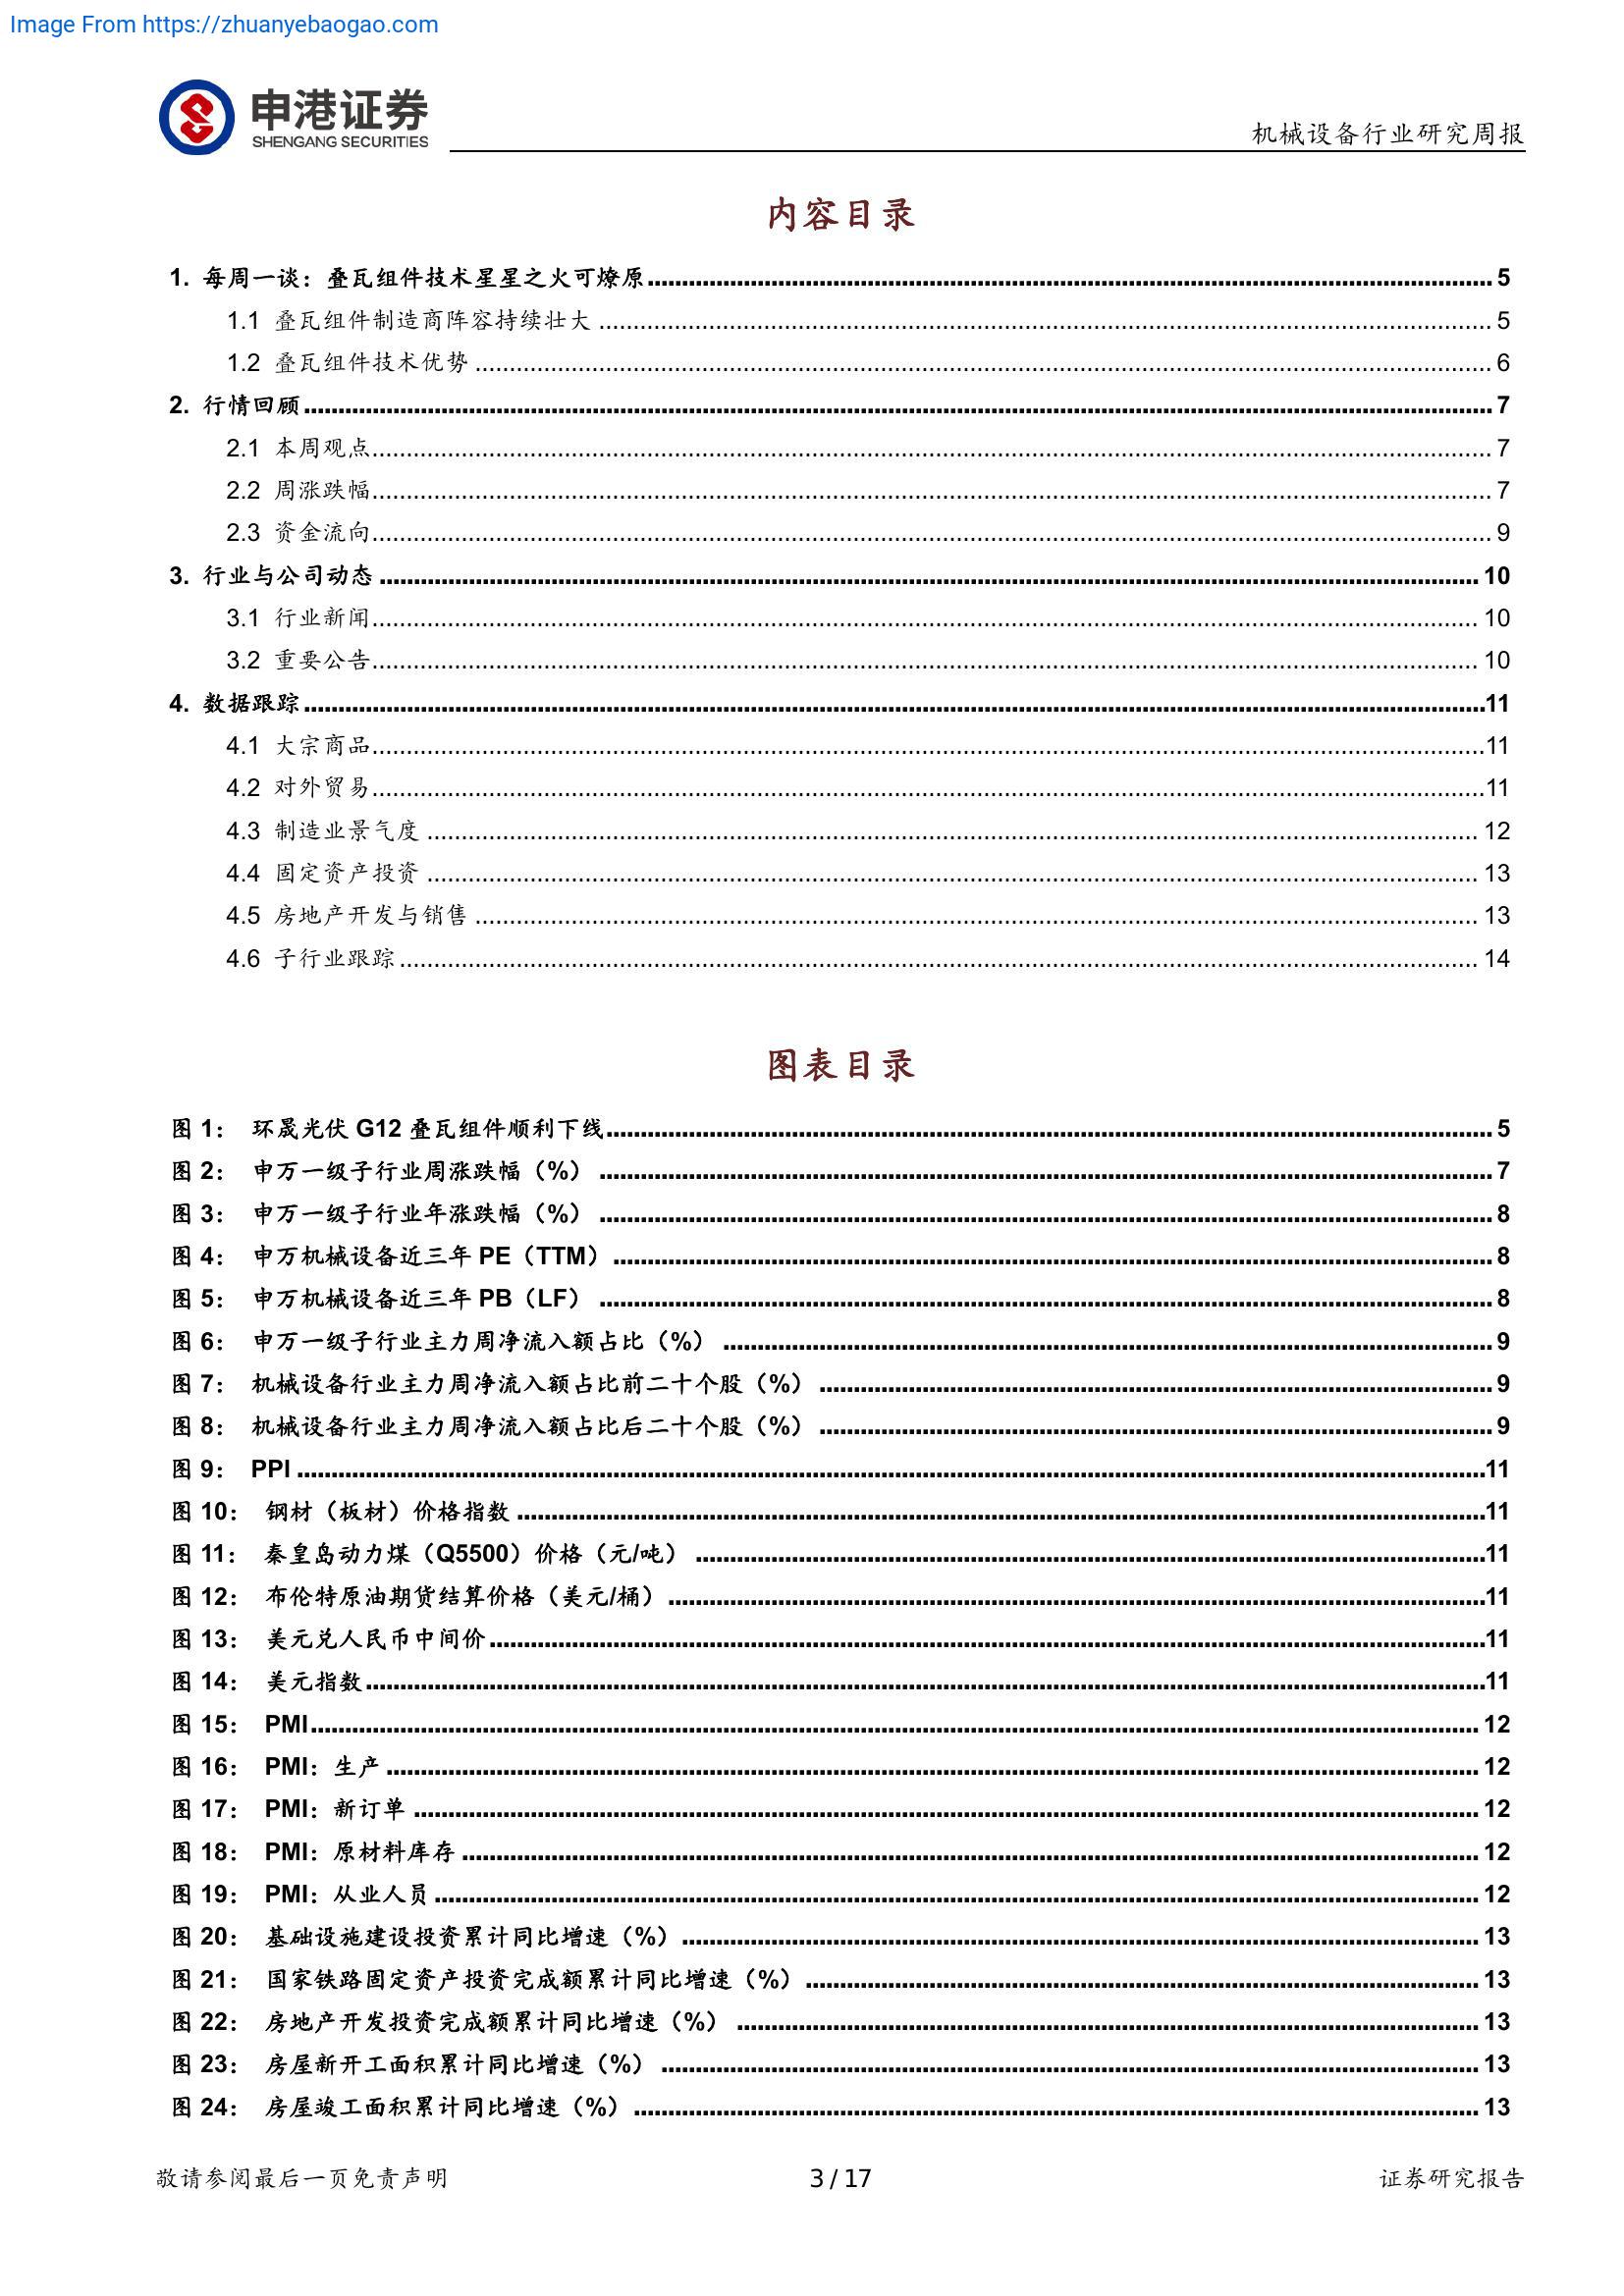 Image From https://zhuanyebaogao.com
申港证券
SHENGANG SECURITIES
机械设备行业研究周报
内容目录
1. 每周一谈：叠瓦组件技术星星之火可燎原 5
1.1 叠瓦组件制造商阵容持续壮大 5
1.2 叠瓦组件技术优势 6
2. 行情回顾 7
2.1 本周观点 7
2.2 周涨跌幅 7
2.3 资金流向 9
3. 行业与公司动态 10
3.1 行业新闻 10
3.2 重要公告 10
4. 数据跟踪 11
4.1 大宗商品 11
4.2 对外贸易 11
4.3 制造业景气度 12
4.4 固定资产投资 13
4.5 房地产开发与销售 13
4.6 子行业跟踪 14
图表目录
图 1： 环晟光伏 G12 叠瓦组件顺利下线 5
图 2： 申万一级子行业周涨跌幅（%） 7
图 3： 申万一级子行业年涨跌幅（%） 8
图 4： 申万机械设备近三年 PE（TTM） 8
图 5： 申万机械设备近三年 PB（LF） 8
图 6： 申万一级子行业主力周净流入额占比（%） 9
图 7： 机械设备行业主力周净流入额占比前二十个股（%） 9
图 8： 机械设备行业主力周净流入额占比后二十个股（%） 9
图 9： PPI 11
图 10： 钢材（板材）价格指数 11
图 11： 秦皇岛动力煤（Q5500）价格（元/吨） 11
图 12： 布伦特原油期货结算价格（美元/桶） 11
图 13： 美元兑人民币中间价 11
图 14： 美元指数 11
图 15： PMI 12
图 16： PMI：生产 12
图 17： PMI：新订单 12
图 18： PMI：原材料库存 12
图 19： PMI：从业人员 12
图 20： 基础设施建设投资累计同比增速（%） 13
图 21： 国家铁路固定资产投资完成额累计同比增速（%） 13
图 22： 房地产开发投资完成额累计同比增速（%） 13
图 23： 房屋新开工面积累计同比增速（%） 13
图 24： 房屋竣工面积累计同比增速（%） 13
敬请参阅最后一页免责声明 3 / 17 证券研究报告